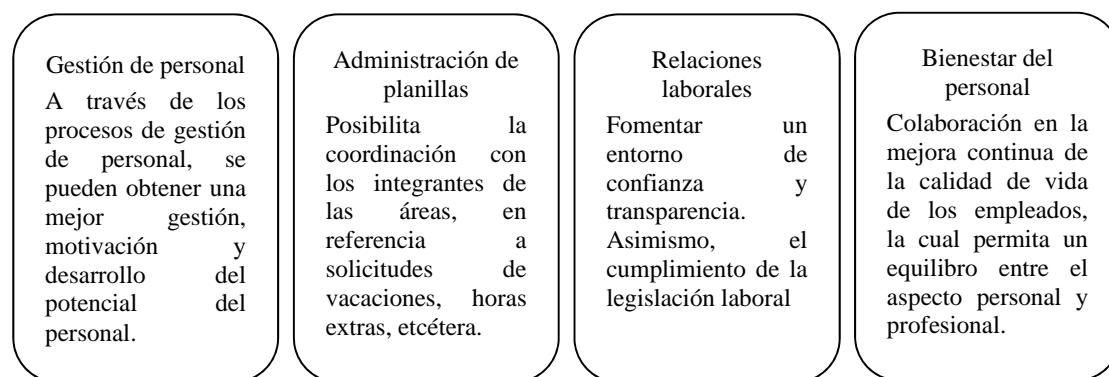 Gestión de personal
A través de los
procesos de gestión
de personal, se
pueden obtener una
mejor gestión,
motivación y
desarrollo del
potencial del
personal.
Administración de
planillas
Posibilita la
coordinación con
los integrantes de
las áreas, en
referencia a
solicitudes de
vacaciones, horas
extras, etcétera.
Relaciones
laborales
Fomentar un
entorno de
confianza y
transparencia.
Asimismo, el
cumplimiento de la
legislación laboral
Bienestar del
personal
Colaboración en la
mejora continua de
la calidad de vida
de los empleados,
la cual permita un
equilibro entre el
aspecto personal y
profesional.